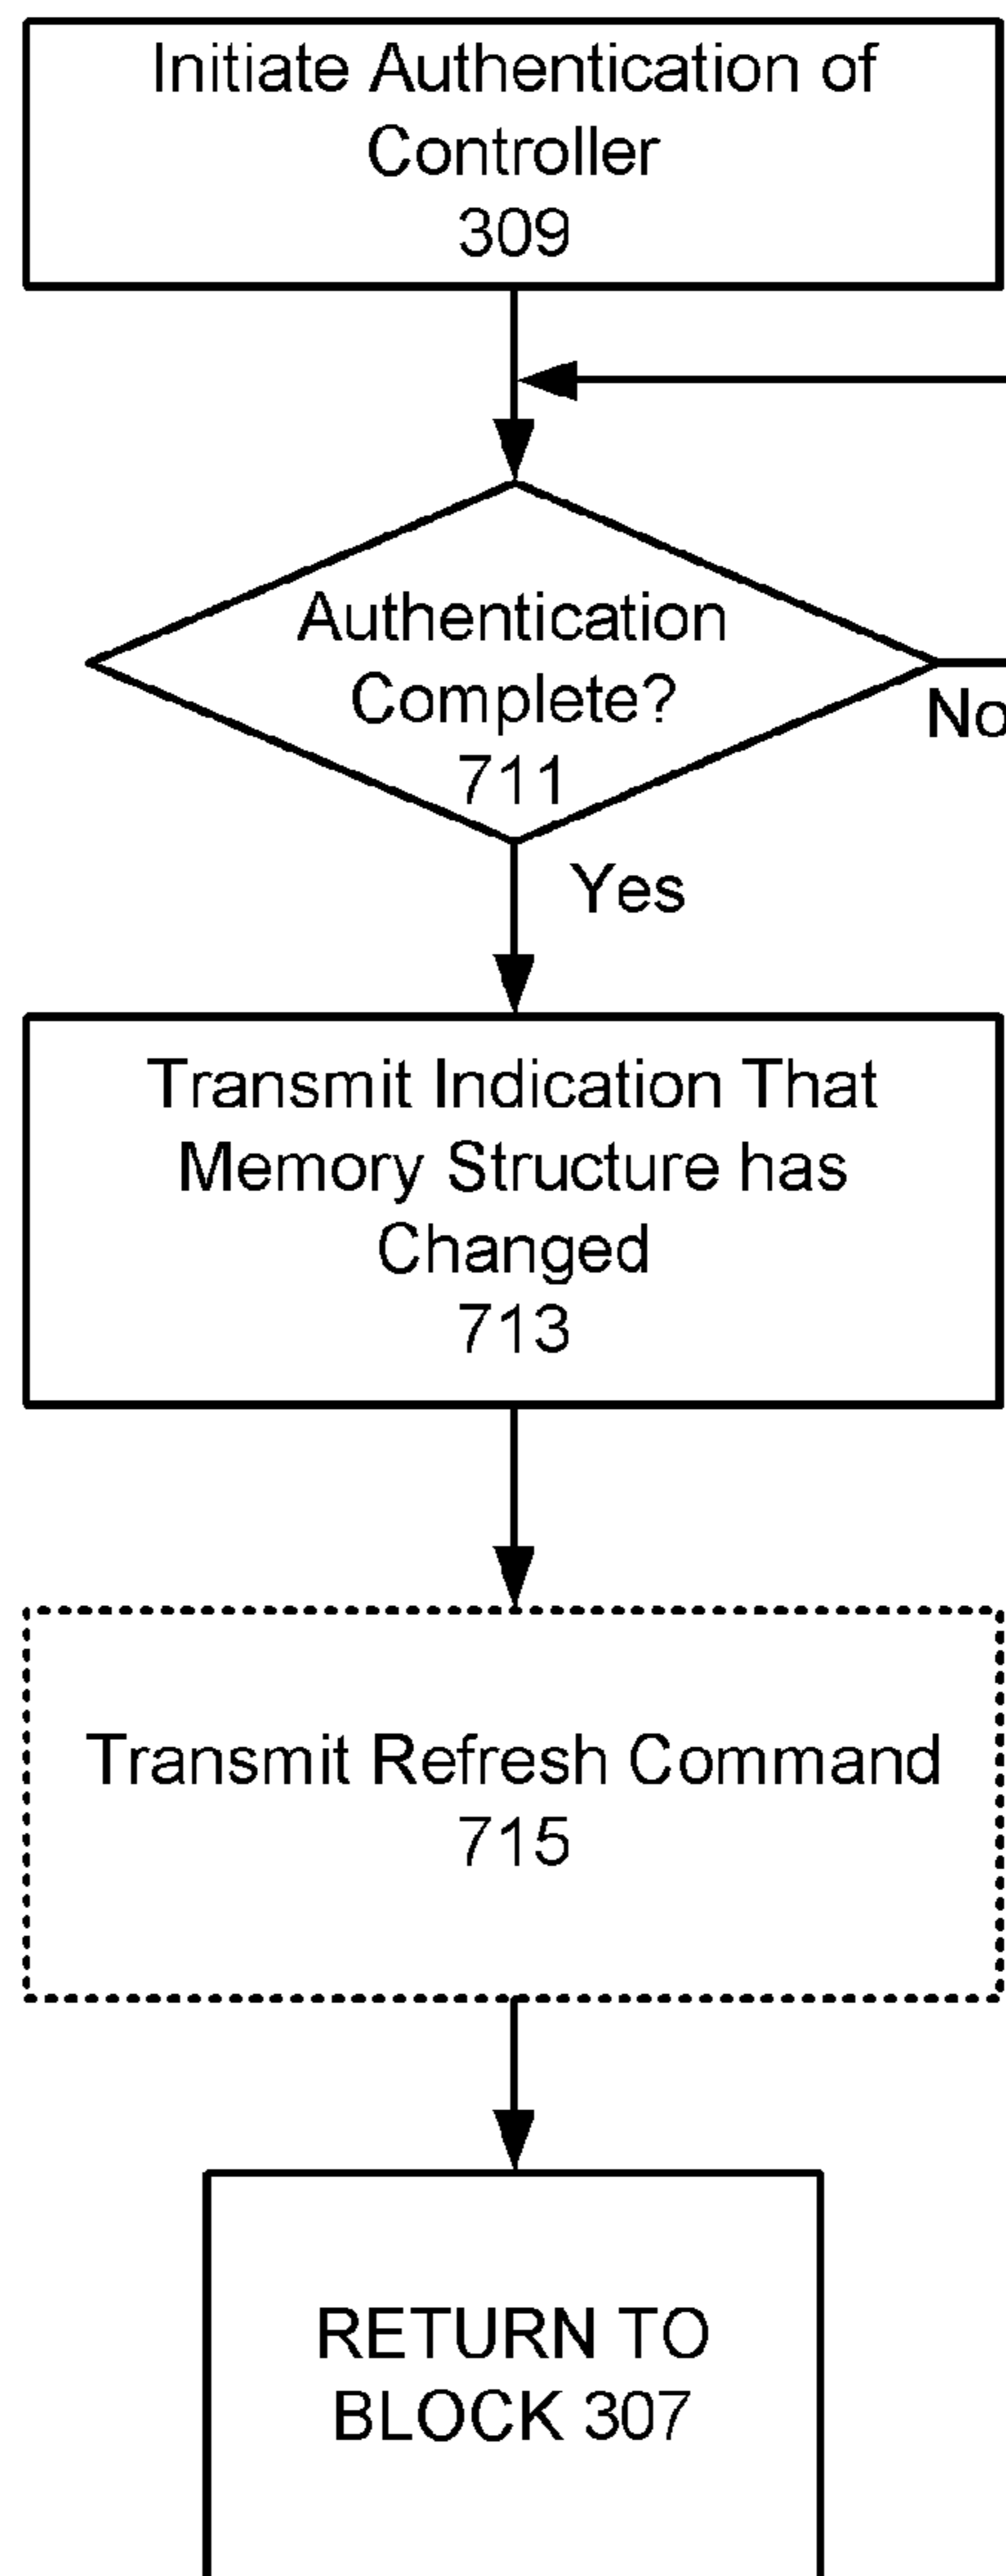 Initiate Authentication of
Controller
309
Authentication
Complete?
711
No
Yes
Transmit Indication That
Memory Structure has
Changed
713
Transmit Refresh Command
715
RETURN TO
BLOCK 307